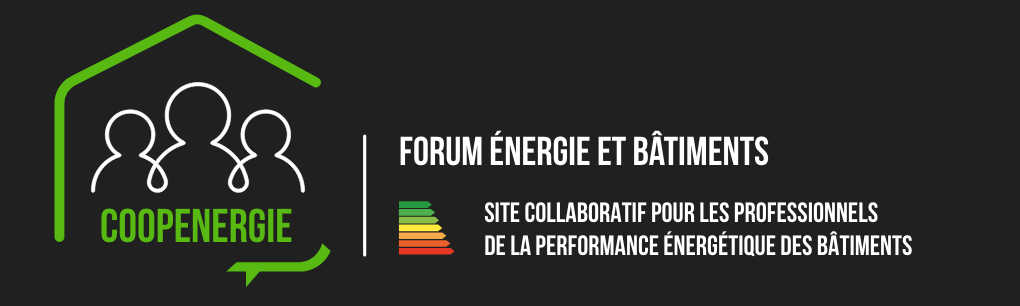 COOPENERGIE
FORUM ÉNERGIE ET BÂTIMENTS
SITE COLLABORATIF POUR LES PROFESSIONNELS
DE LA PERFORMANCE ÉNERGÉTIQUE DES BÂTIMENTS